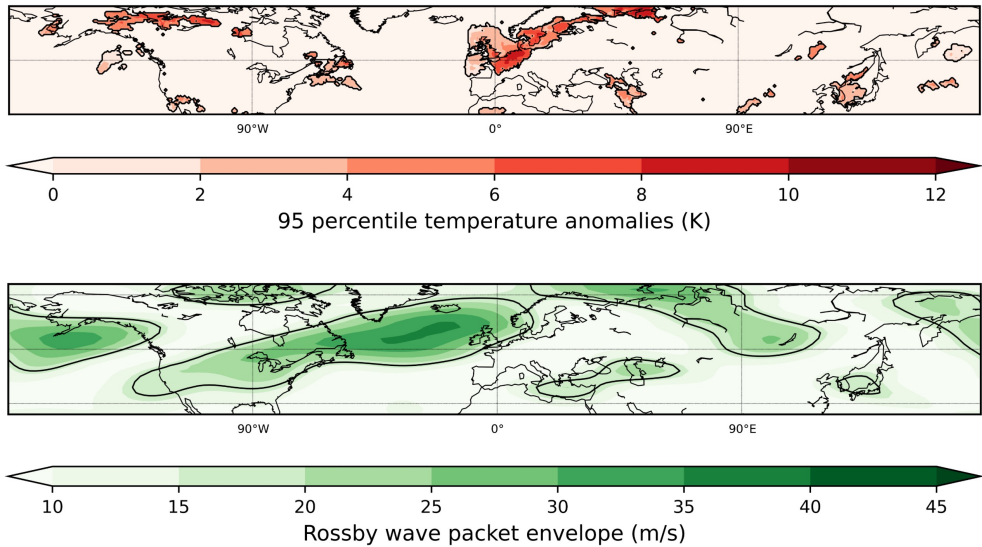 90°W 0° 90°E
0 2 4 6 8 10 12
95 percentile temperature anomalies (K)
90°W 0° 90°E
10 15 20 25 30 35 40 45
Rossby wave packet envelope (m/s)